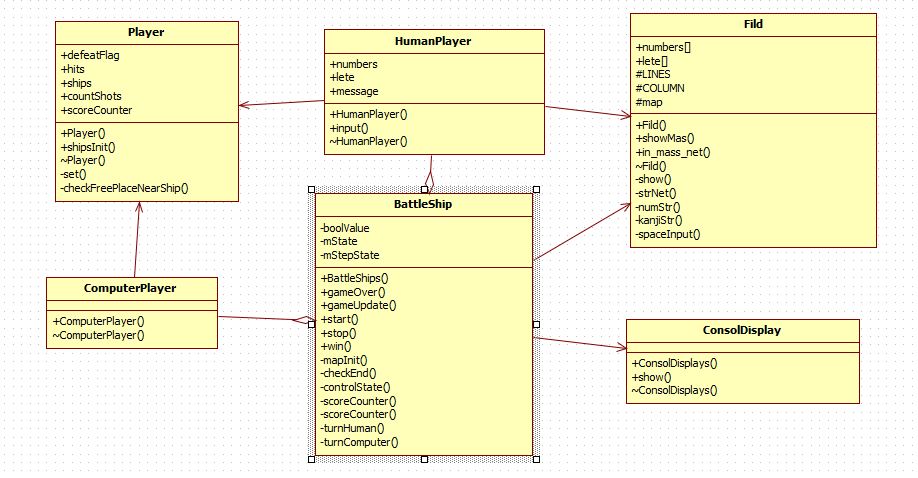 Player
+defeatFlag
+hits
+ships
+countShots
+scoreCounter
+Player()
+shipsInit()
~Player()
-set()
-checkFreePlaceNearShip()
HumanPlayer
+numbers
+lete
+message
+HumanPlayer()
+input()
~HumanPlayer()
Fild
+numbers[]
+lete[]
#LINES
#COLUMN
#map
+Fild()
+showMas()
+in_mass_net()
~Fild()
-show()
-strNet()
-numStr()
-kanjiStr()
-spaceInput()
BattleShip
-boolValue
-mState
-mStepState
+BattleShips()
+gameOver()
+gameUpdate()
+start()
+stop()
+win()
-mapInit()
-checkEnd()
-controlState()
-scoreCounter()
-scoreCounter()
-turnHuman()
-turnComputer()
ComputerPlayer
+ComputerPlayer()
~ComputerPlayer()
ConsolDisplay
+ConsolDisplays()
+show()
~ConsolDisplays()